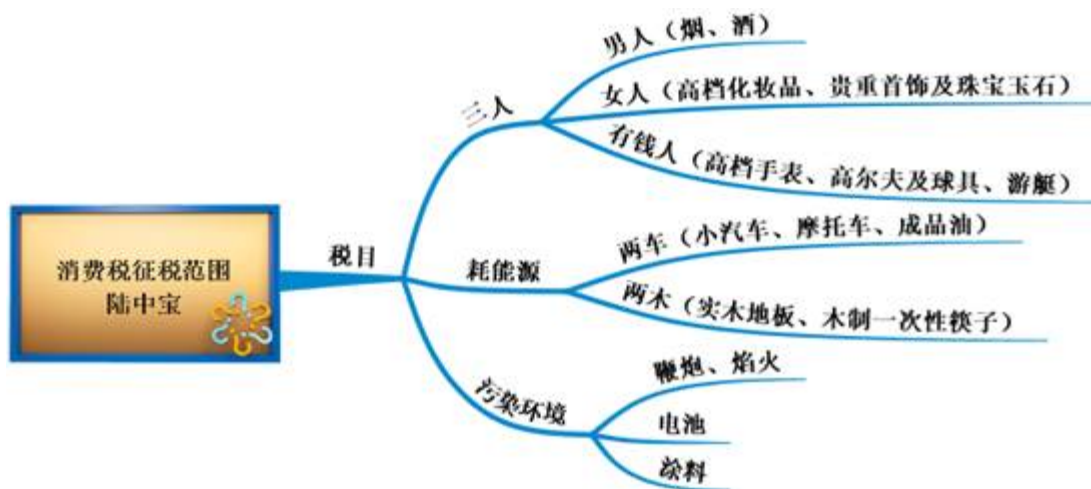 消费税征税范围
陆中宝
税目
三人
男人（烟、酒）
女人（高档化妆品、贵重首饰及珠宝玉石）
有钱人（高档手表、高尔夫及球具、游艇）
耗能源
两车（小汽车、摩托车、成品油）
两木（实木地板、木制一次性筷子）
污染环境
鞭炮、焰火
电池
涂料